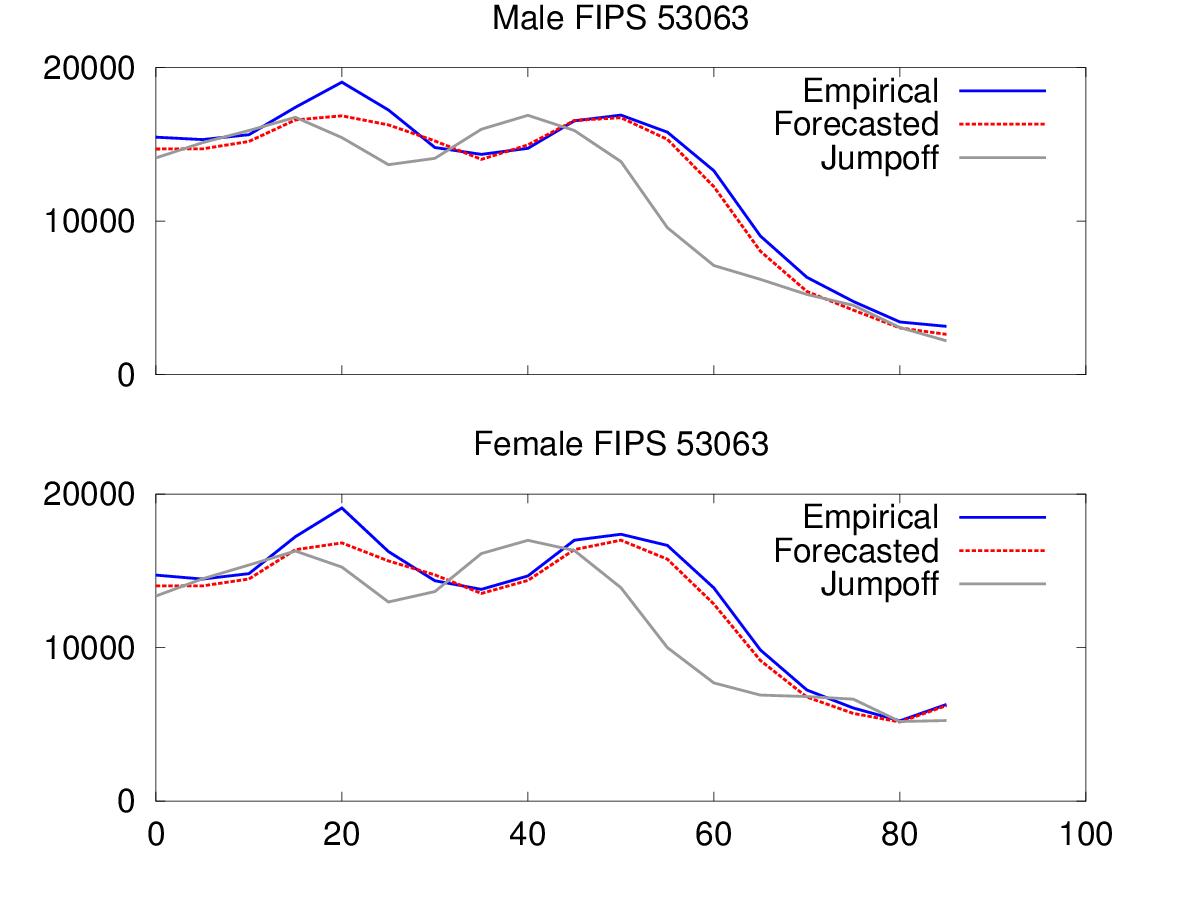 Male FIPS 53063
20000
10000
0
Empirical
Forecasted
Jumpoff
Female FIPS 53063
20000
10000
0
Empirical
Forecasted
Jumpoff
0 20 40 60 80 100